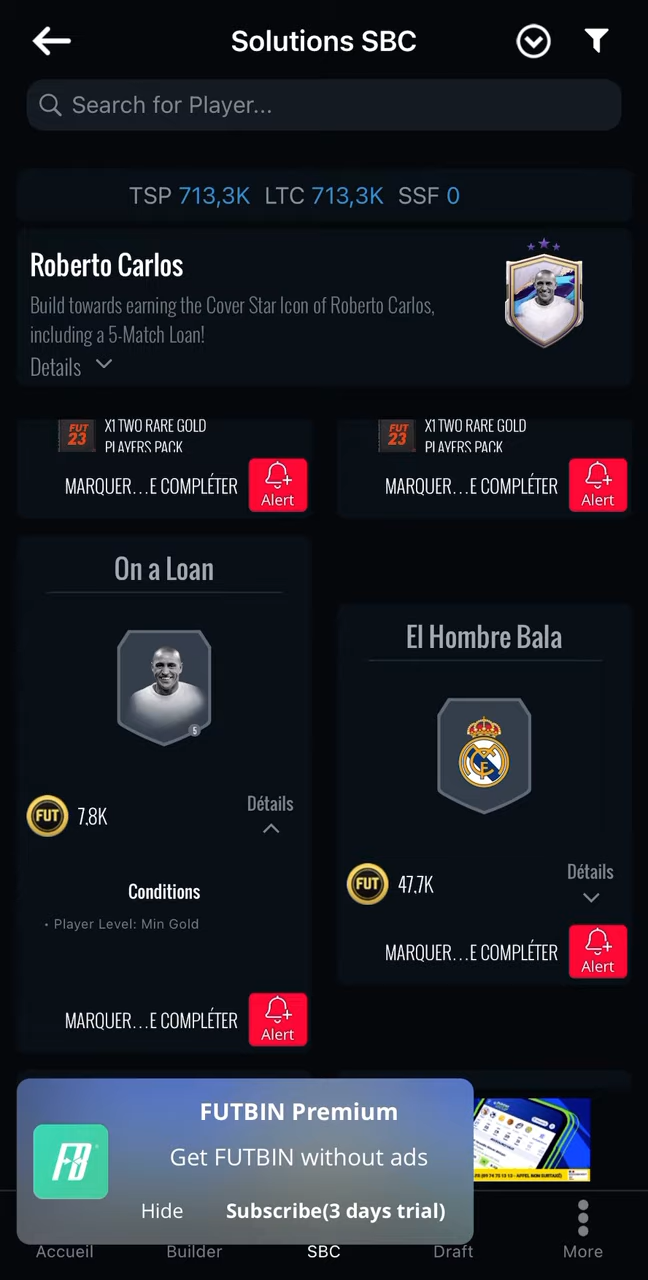 Solutions SBC
Search for Player...
TSP 713,3K LTC 713,3K SSF 0
Roberto Carlos
Build towards earning the Cover Star Icon of Roberto Carlos,
including a 5-Match Loan!
Details
FUT
23
X1 TWO RARE GOLD
PLAYERS PACK
MARQUER...E COMPLÉTER
Alert
FUT
23
X1 TWO RARE GOLD
PLAYERS PACK
MARQUER...E COMPLÉTER
Alert
On a Loan
5
FUT
7,8K
Détails
Conditions
• Player Level: Min Gold
MARQUER...E COMPLÉTER
Alert
El Hombre Bala
FUT
47,7K
Détails
MARQUER...E COMPLÉTER
Alert
FUTBIN Premium
Get FUTBIN without ads
Hide
Subscribe(3 days trial)
Accueil
Builder
SBC
Draft
More